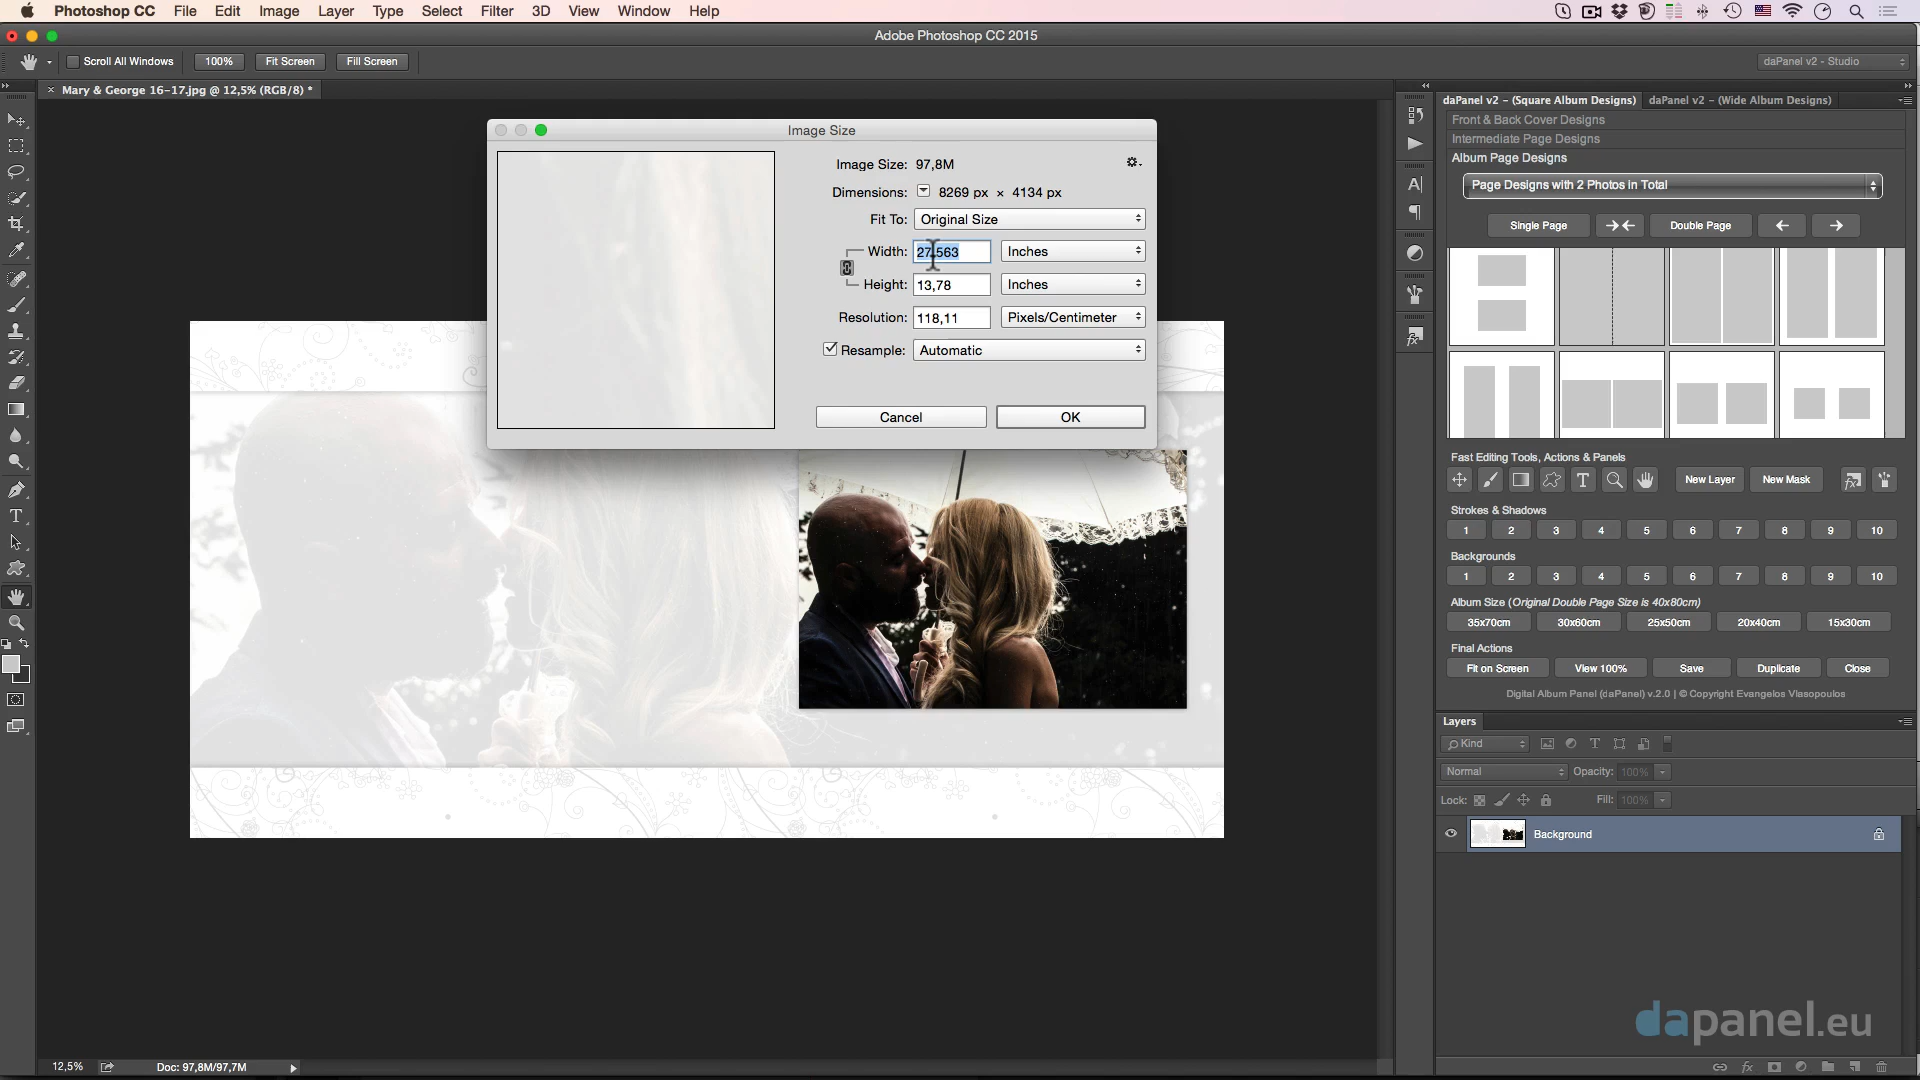 Photoshop CC File Edit Image Layer Type Select Filter 3D View Window Help
Adobe Photoshop CC 2015
Scroll All Windows 100% Fit Screen Fill Screen daPanel v2 - Studio
× Mary & George 16-17.jpg @ 12,5% (RGB/8) *
Image Size
Image Size: 97,8M
Dimensions: 8269 px × 4134 px
Fit To: Original Size
Width: 27,563 Inches
Height: 13,78 Inches
Resolution: 118,11 Pixels/Centimeter
Resample: Automatic
Cancel OK
daPanel v2 - (Square Album Designs) daPanel v2 - (Wide Album Designs)
Front & Back Cover Designs
Intermediate Page Designs
Album Page Designs
Page Designs with 2 Photos in Total
Single Page Double Page
Fast Editing Tools, Actions & Panels
T New Layer New Mask fx
Strokes & Shadows
1 2 3 4 5 6 7 8 9 10
Backgrounds
1 2 3 4 5 6 7 8 9 10
Album Size (Original Double Page Size is 40x80cm)
35x70cm 30x60cm 25x50cm 20x40cm 15x30cm
Final Actions
Fit on Screen View 100% Save Duplicate Close
Digital Album Panel (daPanel) v.2.0 | © Copyright Evangelos Vlasopoulos
Layers
Kind
Normal Opacity: 100%
Lock: Fill: 100%
Background
dapanel.eu
12,5% Doc: 97,8M/97,7M